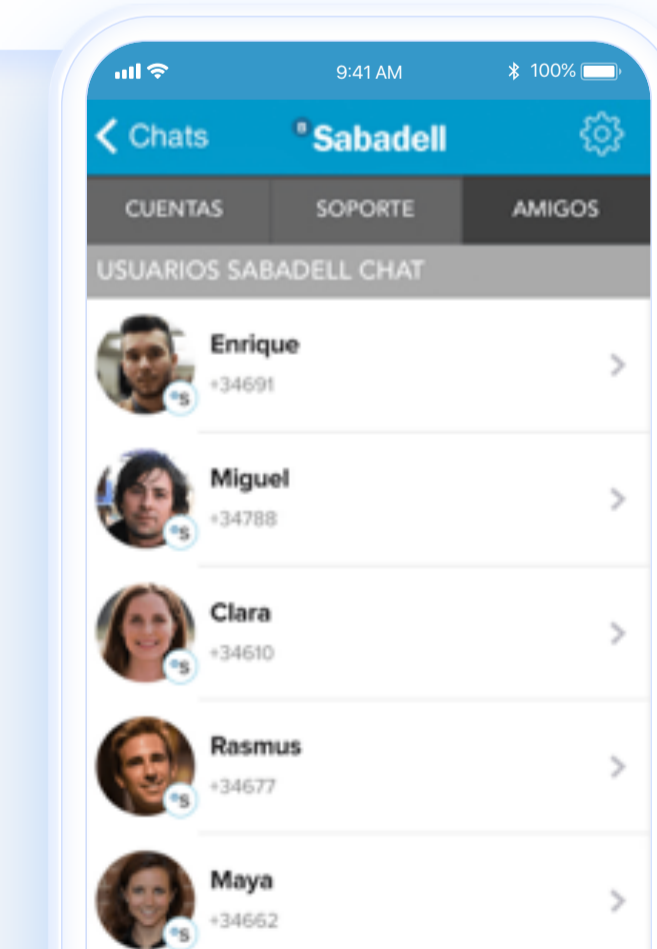 9:41 AM 100%
Chats BSabadell
CUENTAS SOPORTE AMIGOS
USUARIOS SABADELL CHAT
Enrique
+34691
S
Miguel
+34788
S
Clara
+34610
S
Rasmus
+34677
S
Maya
+34662
S